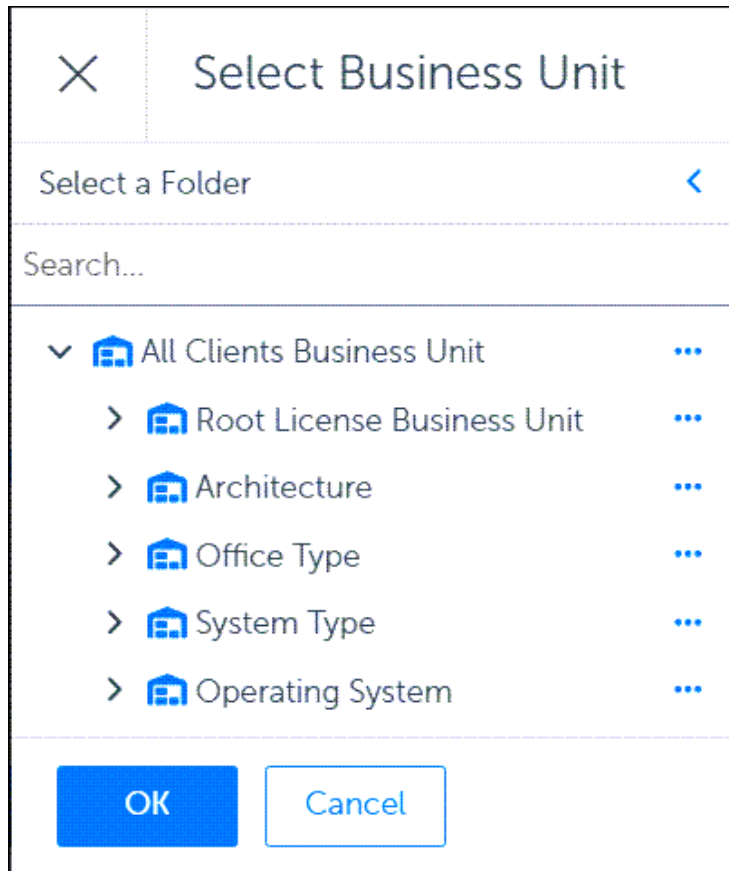 Select Business Unit
Select a Folder
Search...
All Clients Business Unit
Root License Business Unit
Architecture
Office Type
System Type
Operating System
OK Cancel